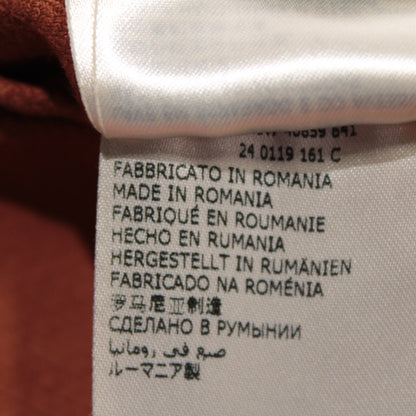 24 0119 161 C
FABBRICATO IN ROMANIA
MADE IN ROMANIA
FABRIQUÉ EN ROUMANIE
HECHO EN RUMANIA
HERGESTELLT IN RUMÄNIEN
FABRICADO NA ROMÉNIA
罗马尼亚制造
СДЕЛАНО В РУМЫНИИ
صنع في رومانيا
ルーマニア製